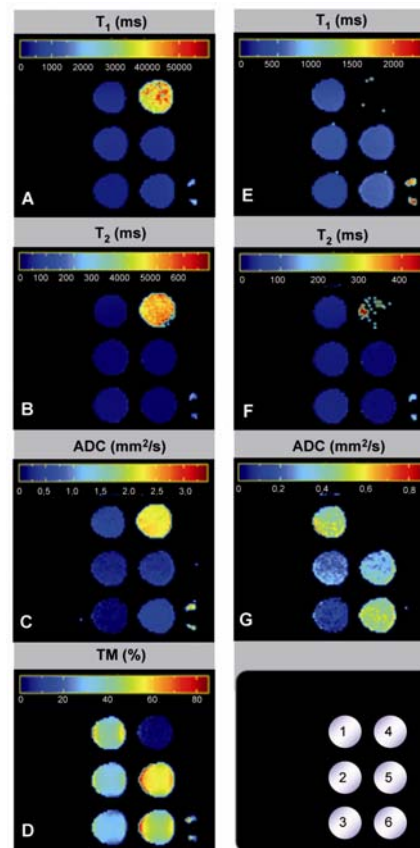 T₁ (ms)
0 1000 2000 3000 40000 50000
A
T₁ (ms)
0 500 1000 1500 2000
E
T₂ (ms)
0 100 200 3000 4000 5000 600
B
T₂ (ms)
0 100 200 300 400
F
ADC (mm²/s)
0 0,5 1,0 1,5 2,0 2,5 3,0
C
ADC (mm²/s)
0 0,2 0,4 0,6 0,8
G
TM (%)
0 20 40 60 80
D
1 4
2 5
3 6